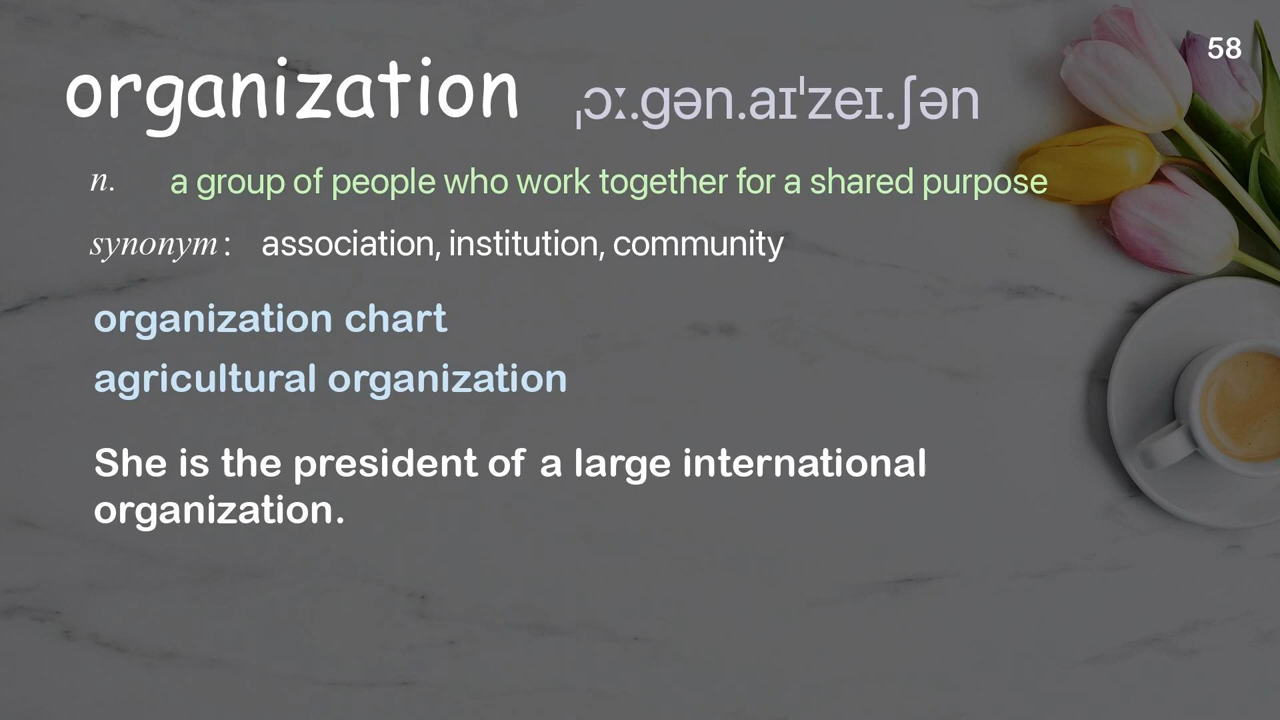 58
organization ˌɔː.ɡən.aɪˈzeɪ.ʃən
n. a group of people who work together for a shared purpose
synonym: association, institution, community
organization chart
agricultural organization
She is the president of a large international
organization.